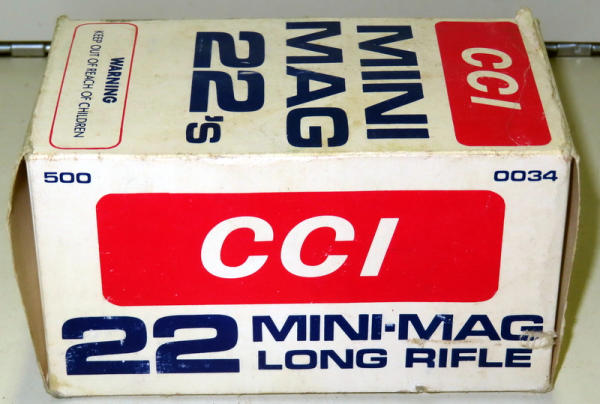 WARNING
KEEP OUT OF REACH OF CHILDREN
MINI
MAG
22's
CCI
500
0034
CCI
22 MINI-MAG
LONG RIFLE